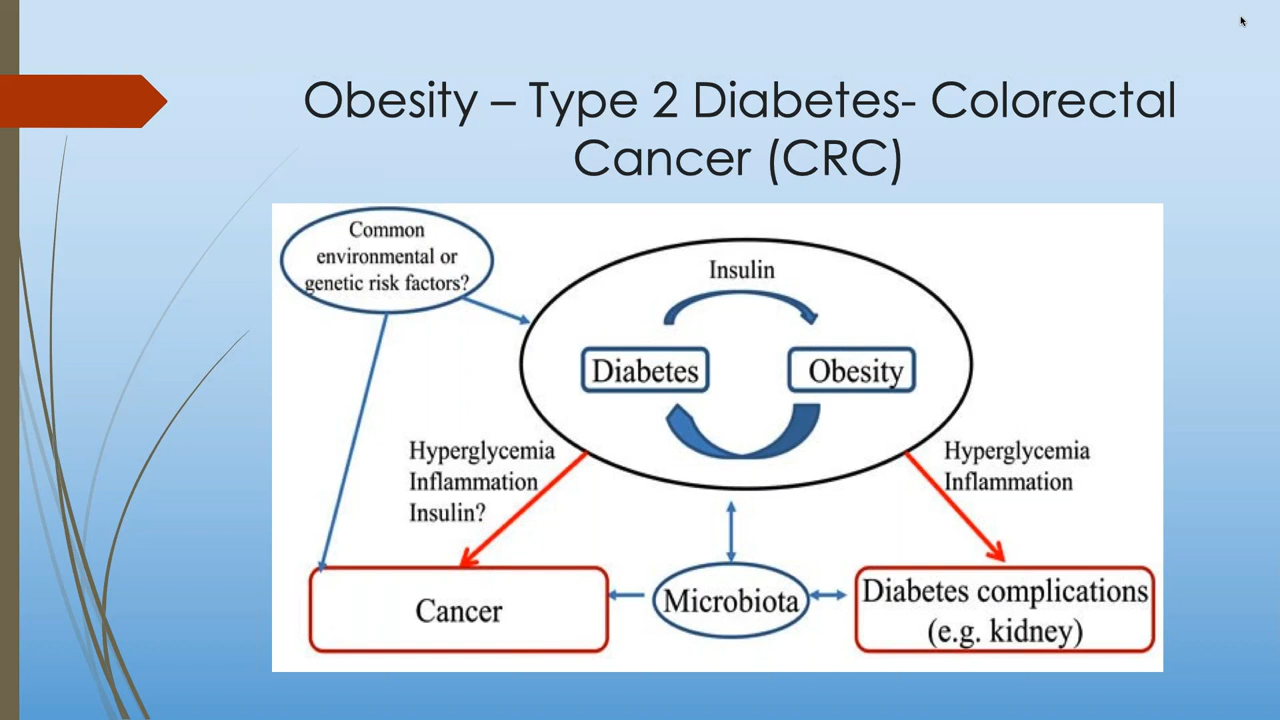 Obesity – Type 2 Diabetes- Colorectal
Cancer (CRC)
Common
environmental or
genetic risk factors?
Insulin
Diabetes
Obesity
Hyperglycemia
Inflammation
Insulin?
Hyperglycemia
Inflammation
Cancer
Microbiota
Diabetes complications
(e.g. kidney)